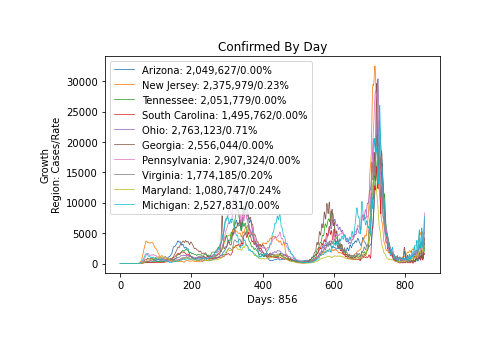 Confirmed By Day
Growth
Region: Cases/Rate
30000
25000
20000
15000
10000
5000
0
Arizona: 2,049,627/0.00%
New Jersey: 2,375,979/0.23%
Tennessee: 2,051,779/0.00%
South Carolina: 1,495,762/0.00%
Ohio: 2,763,123/0.71%
Georgia: 2,556,044/0.00%
Pennsylvania: 2,907,324/0.00%
Virginia: 1,774,185/0.20%
Maryland: 1,080,747/0.24%
Michigan: 2,527,831/0.00%
0 200 400 600 800
Days: 856